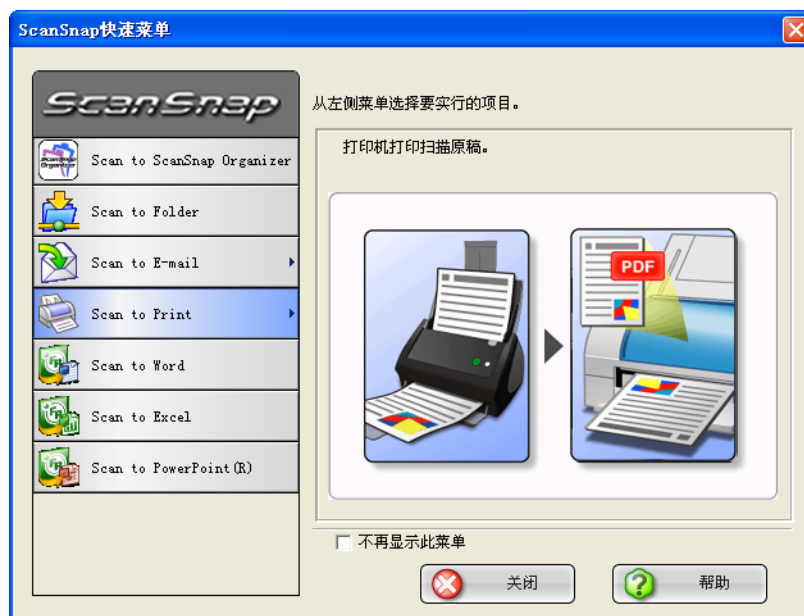 ScanSnap快速菜单
ScanSnap
从左侧菜单选择要实行的项目。
打印机打印扫描原稿。
Scan to ScanSnap Organizer
Scan to Folder
Scan to E-mail
Scan to Print
Scan to Word
Scan to Excel
Scan to PowerPoint(R)
PDF
不再显示此菜单
关闭
帮助